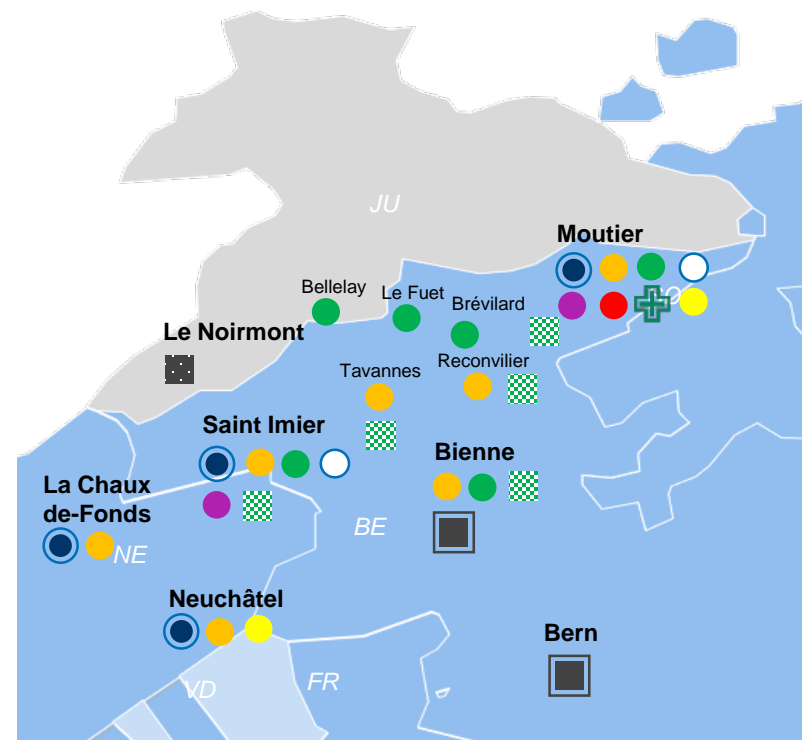 JU
Moutier
Bellelay
Le Fuet
Brévilard
SO
Le Noirmont
Tavannes
Reconvilier
Saint Imier
Bienne
La Chaux
de-Fonds
BE
NE
Neuchâtel
Bern
VD
FR